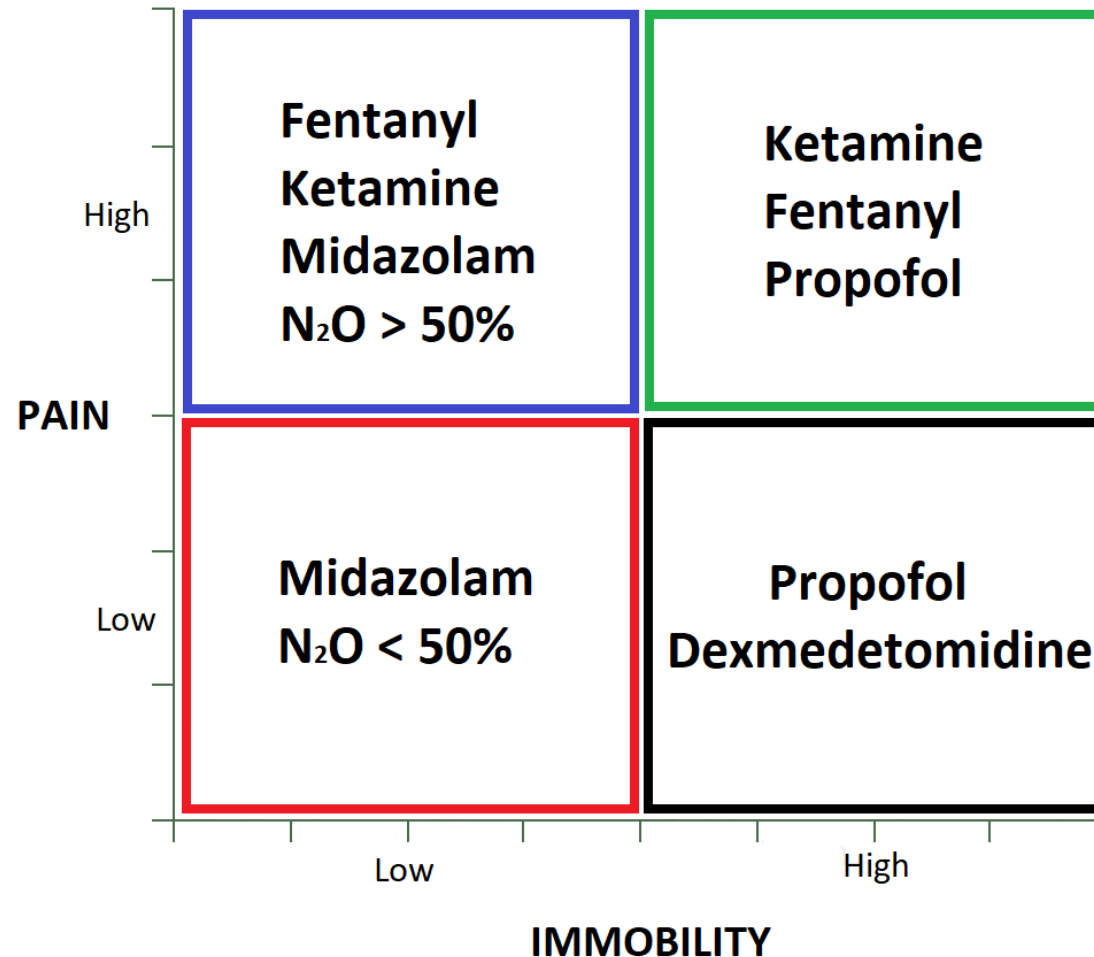 Fentanyl
Ketamine
Midazolam
N₂O > 50%
Ketamine
Fentanyl
Propofol
High
PAIN
Midazolam
N₂O < 50%
Propofol
Dexmedetomidine
Low
Low
High
IMMOBILITY